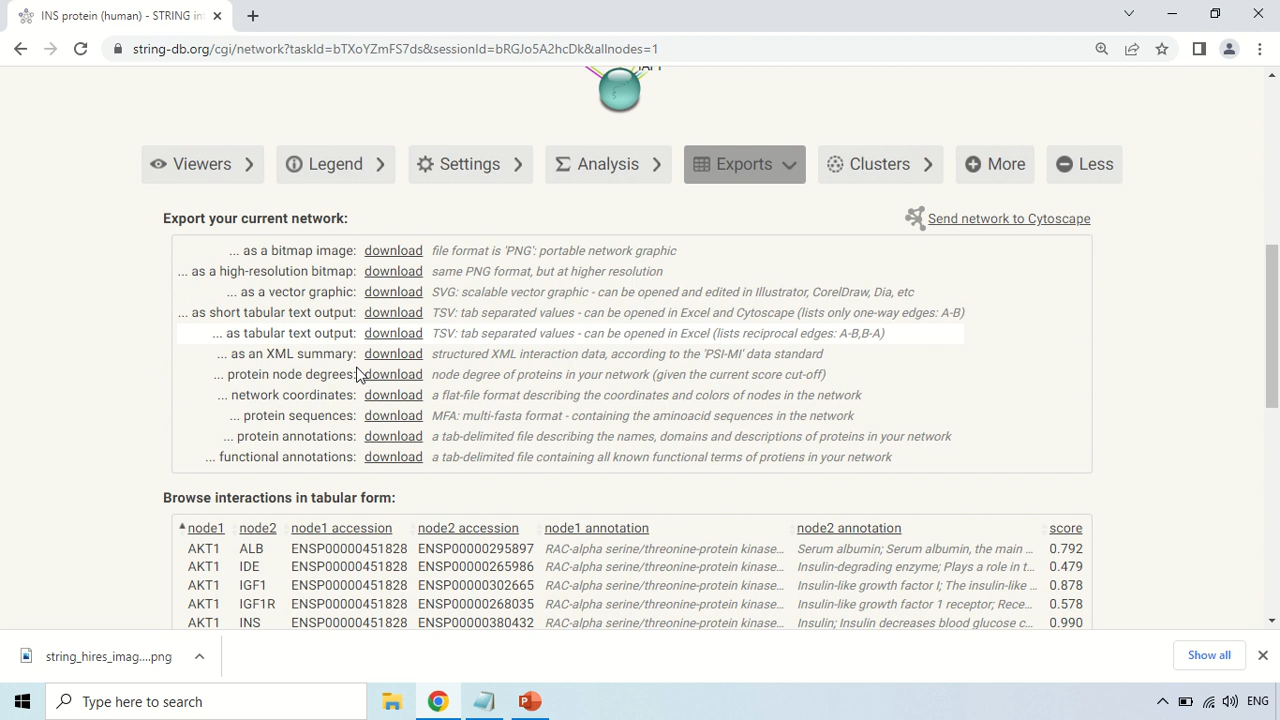 INS protein (human) - STRING in
string-db.org/cgi/network?taskId=bTXoYZmFS7ds&sessionId=bRGJo5A2hcDk&allnodes=1
Viewers
Legend
Settings
Analysis
Exports
Clusters
More
Less
Export your current network:
Send network to Cytoscape
... as a bitmap image: download file format is 'PNG': portable network graphic
... as a high-resolution bitmap: download same PNG format, but at higher resolution
... as a vector graphic: download SVG: scalable vector graphic - can be opened and edited in Illustrator, CorelDraw, Dia, etc
... as short tabular text output: download TSV: tab separated values - can be opened in Excel and Cytoscape (lists only one-way edges: A-B)
... as tabular text output: download TSV: tab separated values - can be opened in Excel (lists reciprocal edges: A-B,B-A)
... as an XML summary: download structured XML interaction data, according to the 'PSI-MI' data standard
... protein node degrees: download node degree of proteins in your network (given the current score cut-off)
... network coordinates: download a flat-file format describing the coordinates and colors of nodes in the network
... protein sequences: download MFA: multi-fasta format - containing the aminoacid sequences in the network
... protein annotations: download a tab-delimited file describing the names, domains and descriptions of proteins in your network
... functional annotations: download a tab-delimited file containing all known functional terms of protiens in your network
Browse interactions in tabular form:
node1 node2 node1 accession node2 accession node1 annotation node2 annotation score
AKT1 ALB ENSP00000451828 ENSP00000295897 RAC-alpha serine/threonine-protein kinase... Serum albumin; Serum albumin, the main ... 0.792
AKT1 IDE ENSP00000451828 ENSP00000265986 RAC-alpha serine/threonine-protein kinase... Insulin-degrading enzyme; Plays a role in t... 0.479
AKT1 IGF1 ENSP00000451828 ENSP00000302665 RAC-alpha serine/threonine-protein kinase... Insulin-like growth factor I; The insulin-like ... 0.878
AKT1 IGF1R ENSP00000451828 ENSP00000268035 RAC-alpha serine/threonine-protein kinase... Insulin-like growth factor 1 receptor; Rece... 0.578
AKT1 INS ENSP00000451828 ENSP00000380432 RAC-alpha serine/threonine-protein kinase... Insulin; Insulin decreases blood glucose c... 0.990
string_hires_imag....png
Show all
Type here to search
ENG